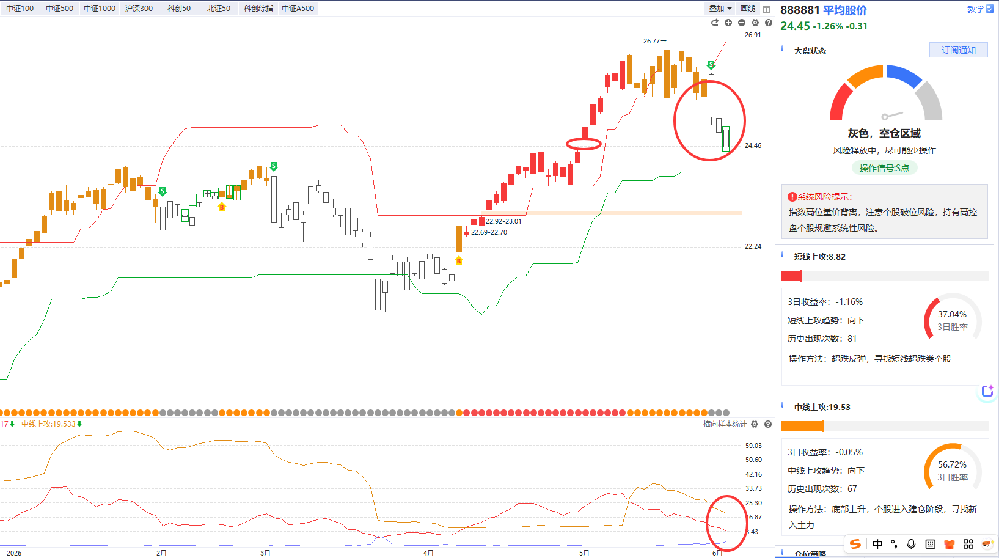 中证100 中证500 中证1000 沪深300 科创50 北证50 科创综指 中证A500 叠加 画线
888881 平均股价 教学
24.45 -1.26% -0.31
大盘状态 订阅通知
灰色，空仓区域
风险释放中，尽可能少操作
操作信号:S点
系统风险提示：
指数高位量价背离，注意个股破位风险，持有高控
盘个股规避系统性风险。
短线上攻:8.82
3日收益率：-1.16%
短线上攻趋势：向下
历史出现次数：81
37.04%
3日胜率
操作方法：超跌反弹，寻找短线超跌类个股
中线上攻:19.53
3日收益率：-0.05%
中线上攻趋势：向下
历史出现次数：67
56.72%
3日胜率
操作方法：底部上升，个股进入建仓阶段，寻找新
入主力
仓位策略
中
26.91
26.77
S
24.46
S
S
B
22.92-23.01
22.69-22.70
22.24
B
17 中线上攻:19.533 横向样本统计
59.03
50.60
42.16
33.73
25.30
16.87
8.43
2026 2月 3月 4月 5月 6月